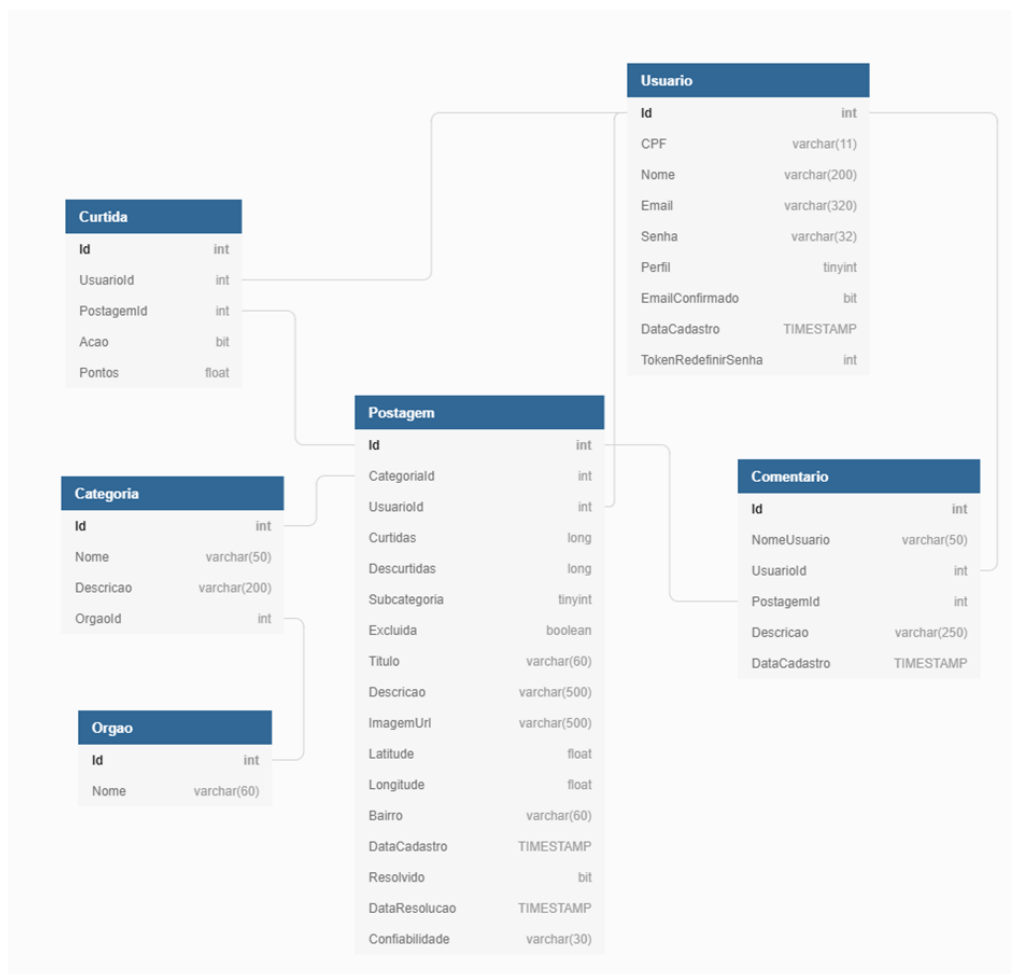 Usuario
Id int
CPF varchar(11)
Nome varchar(200)
Email varchar(320)
Senha varchar(32)
Perfil tinyint
EmailConfirmado bit
DataCadastro TIMESTAMP
TokenRedefinirSenha int
Curtida
Id int
UsuarioId int
PostagemId int
Acao bit
Pontos float
Postagem
Id int
CategoriaId int
UsuarioId int
Curtidas long
Descurtidas long
Subcategoria tinyint
Excluida boolean
Titulo varchar(60)
Descricao varchar(500)
ImagemUrl varchar(500)
Latitude float
Longitude float
Bairro varchar(60)
DataCadastro TIMESTAMP
Resolvido bit
DataResolucao TIMESTAMP
Confiabilidade varchar(30)
Categoria
Id int
Nome varchar(50)
Descricao varchar(200)
OrgaoId int
Comentario
Id int
NomeUsuario varchar(50)
UsuarioId int
PostagemId int
Descricao varchar(250)
DataCadastro TIMESTAMP
Orgao
Id int
Nome varchar(60)